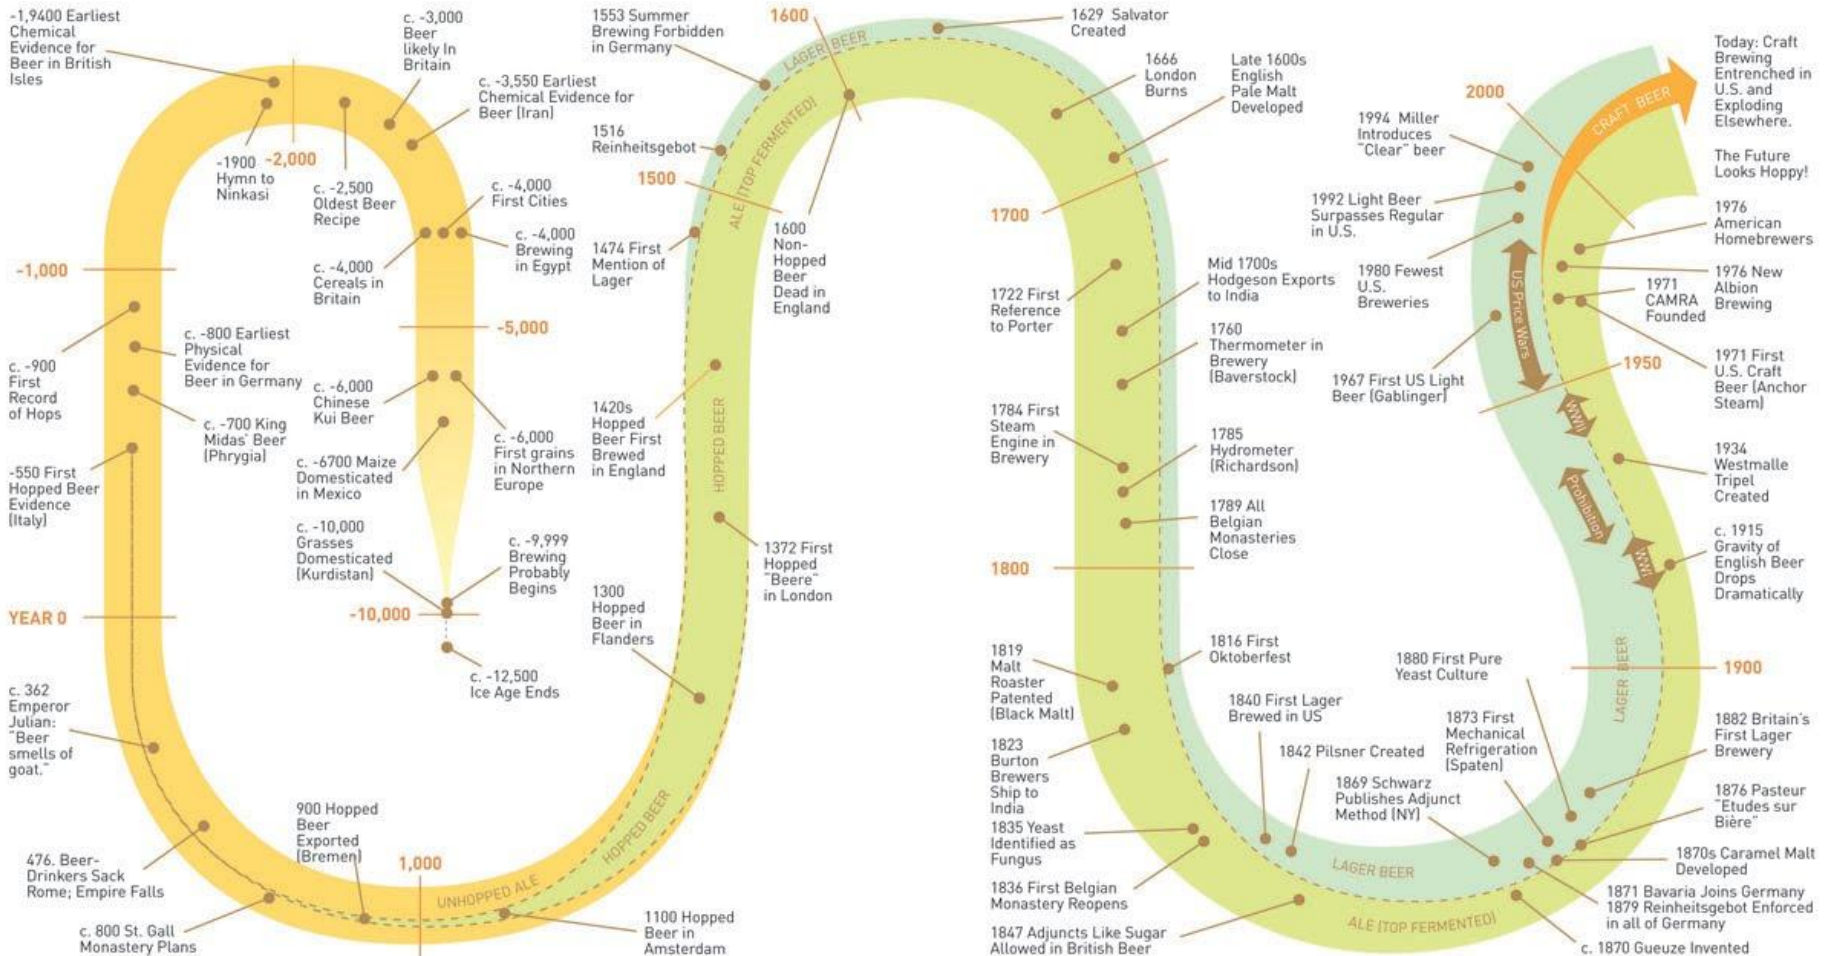 -1,9400 Earliest
Chemical
Evidence for
Beer in British
Isles
c. -3,000
Beer
likely In
Britain
c. -3,550 Earliest
Chemical Evidence for
Beer (Iran)
-1900
Hymn to
Ninkasi
-2,000
c. -2,500
Oldest Beer
Recipe
c. -4,000
First Cities
c. -4,000
Brewing
in Egypt
c. -4,000
Cereals in
Britain
-1,000
-5,000
c. -900
First
Record
of Hops
c. -800 Earliest
Physical
Evidence for
Beer in Germany
c. -700 King
Midas' Beer
(Phrygia)
c. -6,000
Chinese
Kui Beer
c. -6,000
First grains
in Northern
Europe
c. -6700 Maize
Domesticated
in Mexico
-550 First
Hopped Beer
Evidence
(Italy)
c. -10,000
Grasses
Domesticated
(Kurdistan)
c. -9,999
Brewing
Probably
Begins
YEAR 0
-10,000
c. -12,500
Ice Age Ends
c. 362
Emperor
Julian:
"Beer
smells of
goat."
476. Beer-
Drinkers Sack
Rome; Empire Falls
c. 800 St. Gall
Monastery Plans
900 Hopped
Beer
Exported
(Bremen)
1,000
UNHOPPED ALE
HOPPED BEER
1100 Hopped
Beer in
Amsterdam
1300
Hopped
Beer in
Flanders
1372 First
Hopped
"Beere"
in London
HOPPED BEER
1420s
Hopped
Beer First
Brewed
in England
1474 First
Mention of
Lager
1500
1516
Reinheitsgebot
1553 Summer
Brewing Forbidden
in Germany
LAGER BEER
ALE (TOP FERMENTED)
1600
1600
Non-
Hopped
Beer
Dead in
England
1629 Salvator
Created
1666
London
Burns
Late 1600s
English
Pale Malt
Developed
1700
1722 First
Reference
to Porter
Mid 1700s
Hodgeson Exports
to India
1760
Thermometer in
Brewery
(Baverstock)
1784 First
Steam
Engine in
Brewery
1785
Hydrometer
(Richardson)
1789 All
Belgian
Monasteries
Close
1800
1816 First
Oktoberfest
1819
Malt
Roaster
Patented
(Black Malt)
1823
Burton
Brewers
Ship to
India
1835 Yeast
Identified as
Fungus
1836 First Belgian
Monastery Reopens
1847 Adjuncts Like Sugar
Allowed in British Beer
1840 First Lager
Brewed in US
1842 Pilsner Created
1869 Schwarz
Publishes Adjunct
Method (NY)
1873 First
Mechanical
Refrigeration
(Spaten)
1880 First Pure
Yeast Culture
LAGER BEER
ALE (TOP FERMENTED)
c. 1870 Gueuze Invented
1871 Bavaria Joins Germany
1879 Reinheitsgebot Enforced
in all of Germany
1870s Caramel Malt
Developed
1876 Pasteur
"Etudes sur
Bière"
1882 Britain's
First Lager
Brewery
LAGER BEER
1900
c. 1915
Gravity of
English Beer
Drops
Dramatically
WWI
Prohibition
1934
Westmalle
Tripel
Created
WWII
1950
US Price Wars
1967 First US Light
Beer (Gablinger)
1971
CAMRA
Founded
1971 First
U.S. Craft
Beer (Anchor
Steam)
1976 New
Albion
Brewing
1976
American
Homebrewers
1980 Fewest
U.S.
Breweries
1992 Light Beer
Surpasses Regular
in U.S.
1994 Miller
Introduces
"Clear" beer
2000
CRAFT BEER
Today: Craft
Brewing
Entrenched in
U.S. and
Exploding
Elsewhere.
The Future
Looks Hoppy!